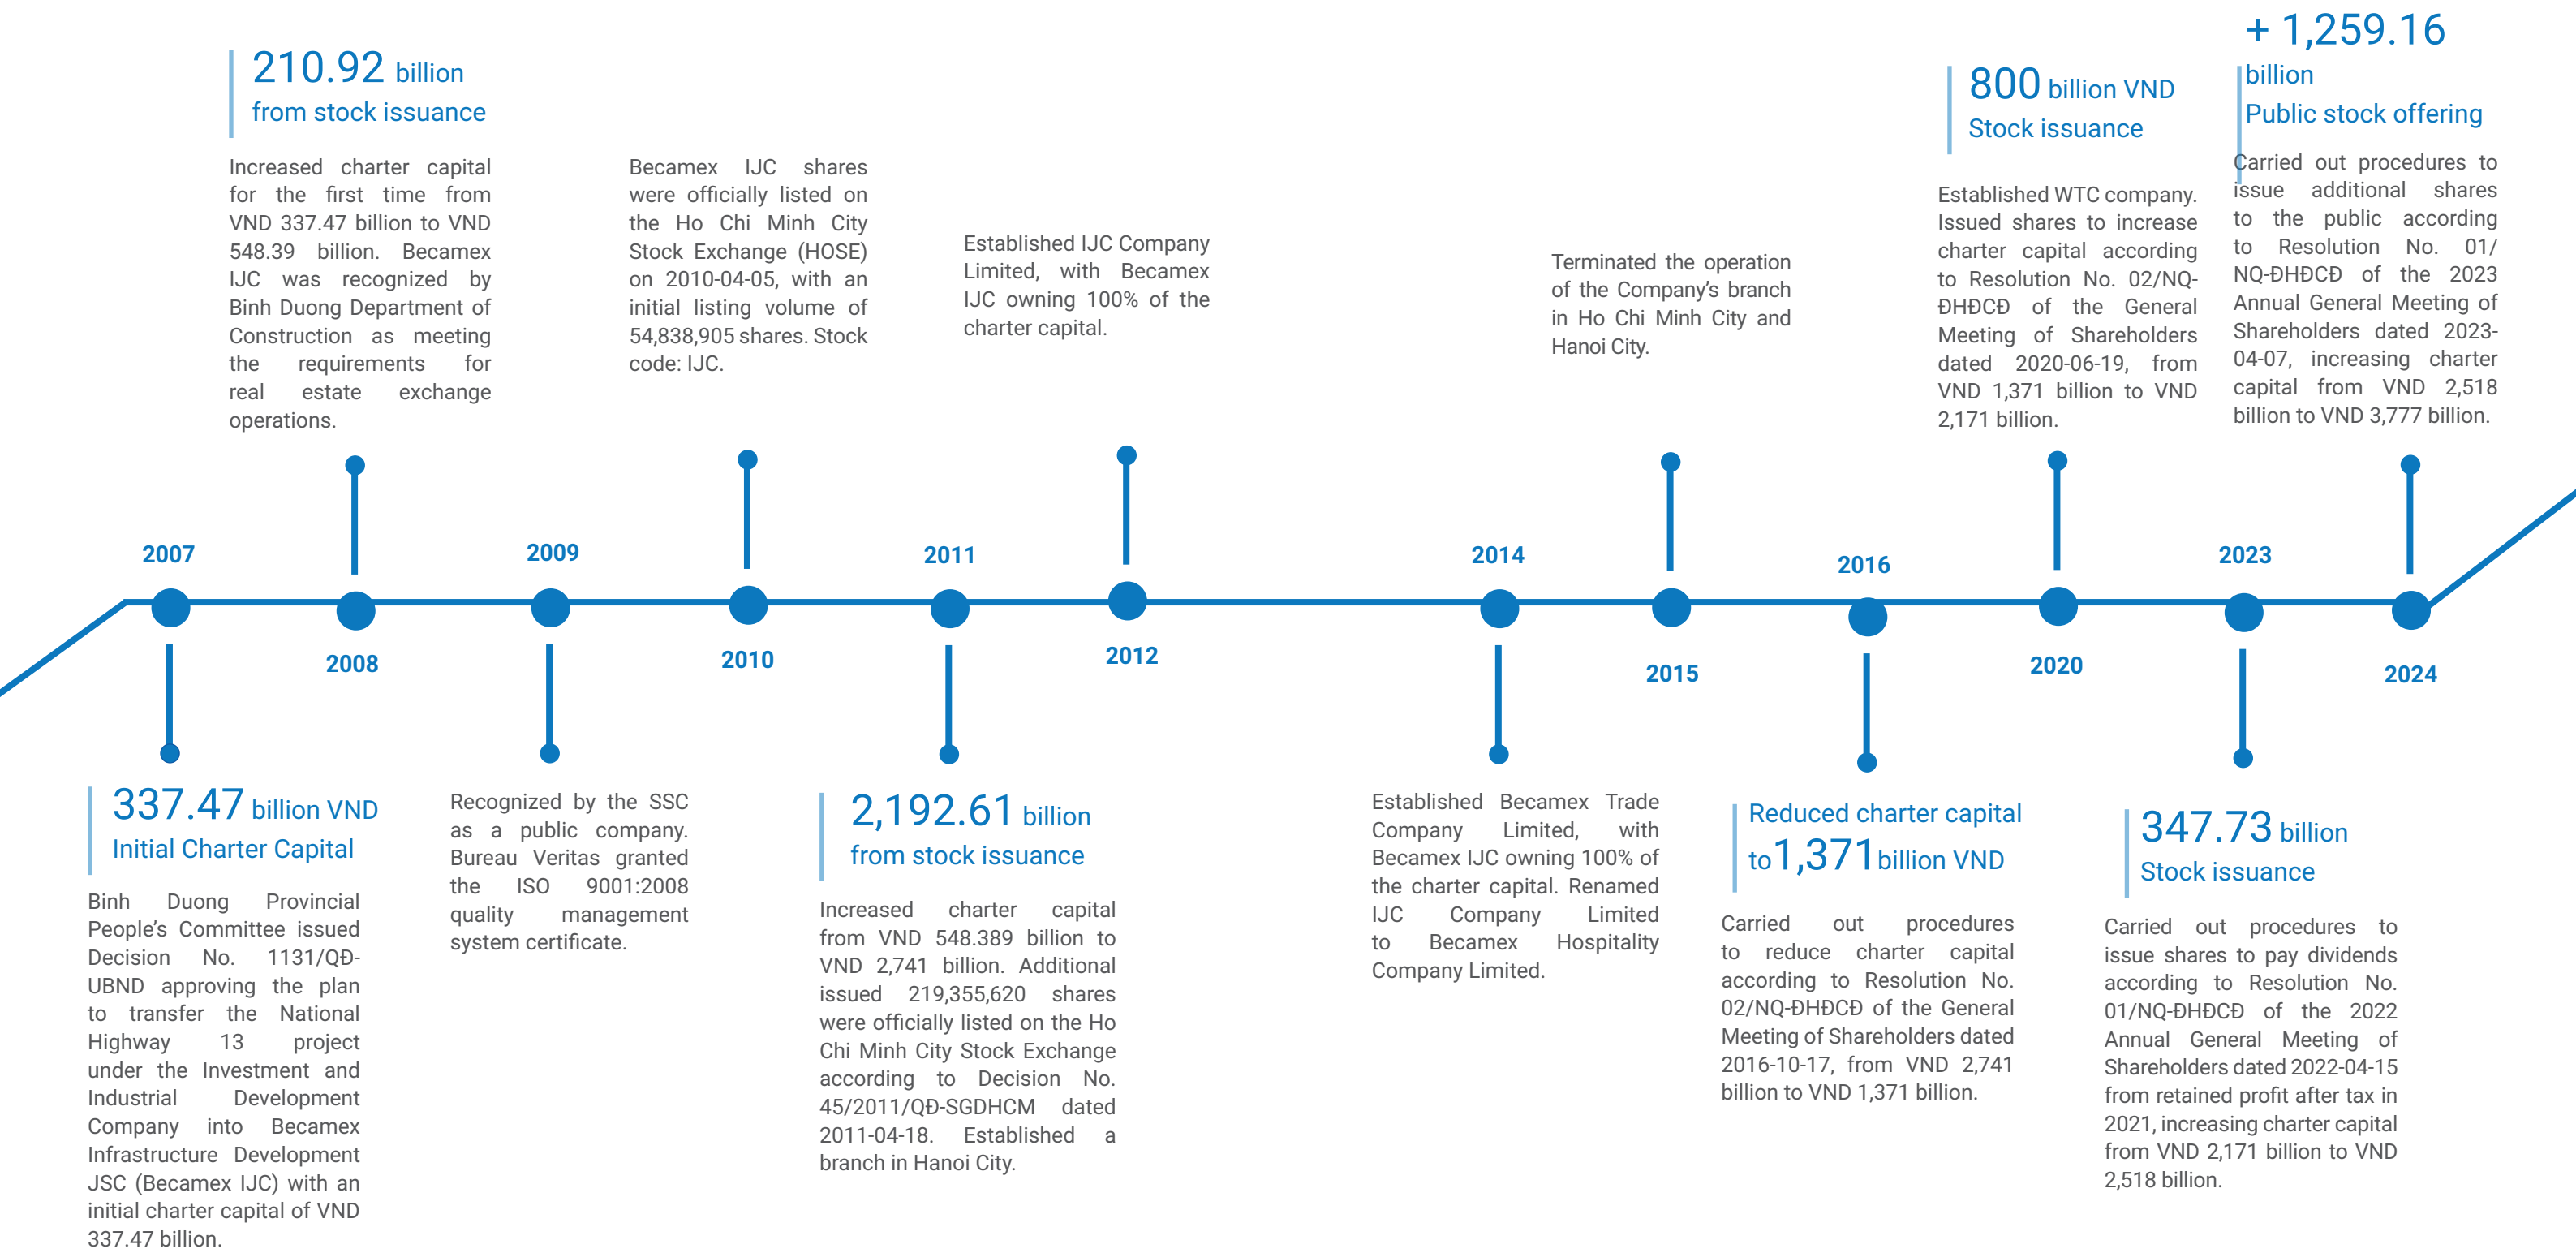 210.92 billion
from stock issuance
Increased charter capital
for the first time from
VND 337.47 billion to VND
548.39 billion. Becamex
IJC was recognized by
Binh Duong Department of
Construction as meeting
the requirements for
real estate exchange
operations.
Becamex IJC shares
were officially listed on
the Ho Chi Minh City
Stock Exchange (HOSE)
on 2010-04-05, with an
initial listing volume of
54,838,905 shares. Stock
code: IJC.
Established IJC Company
Limited, with Becamex
IJC owning 100% of the
charter capital.
Terminated the operation
of the Company’s branch
in Ho Chi Minh City and
Hanoi City.
800 billion VND
Stock issuance
Established WTC company.
Issued shares to increase
charter capital according
to Resolution No. 02/NQ-
ĐHĐCĐ of the General
Meeting of Shareholders
dated 2020-06-19, from
VND 1,371 billion to VND
2,171 billion.
+ 1,259.16
billion
Public stock offering
Carried out procedures to
issue additional shares
to the public according
to Resolution No. 01/
NQ-ĐHĐCĐ of the 2023
Annual General Meeting of
Shareholders dated 2023-
04-07, increasing charter
capital from VND 2,518
billion to VND 3,777 billion.
2007
2008
2009
2010
2011
2012
2014
2015
2016
2020
2023
2024
337.47 billion VND
Initial Charter Capital
Binh Duong Provincial
People’s Committee issued
Decision No. 1131/QĐ-
UBND approving the plan
to transfer the National
Highway 13 project
under the Investment and
Industrial Development
Company into Becamex
Infrastructure Development
JSC (Becamex IJC) with an
initial charter capital of VND
337.47 billion.
Recognized by the SSC
as a public company.
Bureau Veritas granted
the ISO 9001:2008
quality management
system certificate.
2,192.61 billion
from stock issuance
Increased charter capital
from VND 548.389 billion to
VND 2,741 billion. Additional
issued 219,355,620 shares
were officially listed on the Ho
Chi Minh City Stock Exchange
according to Decision No.
45/2011/QĐ-SGDHCM dated
2011-04-18. Established a
branch in Hanoi City.
Established Becamex Trade
Company Limited, with
Becamex IJC owning 100% of
the charter capital. Renamed
IJC Company Limited
to Becamex Hospitality
Company Limited.
Reduced charter capital
to 1,371 billion VND
Carried out procedures
to reduce charter capital
according to Resolution No.
02/NQ-ĐHĐCĐ of the General
Meeting of Shareholders dated
2016-10-17, from VND 2,741
billion to VND 1,371 billion.
347.73 billion
Stock issuance
Carried out procedures to
issue shares to pay dividends
according to Resolution No.
01/NQ-ĐHĐCĐ of the 2022
Annual General Meeting of
Shareholders dated 2022-04-15
from retained profit after tax in
2021, increasing charter capital
from VND 2,171 billion to VND
2,518 billion.